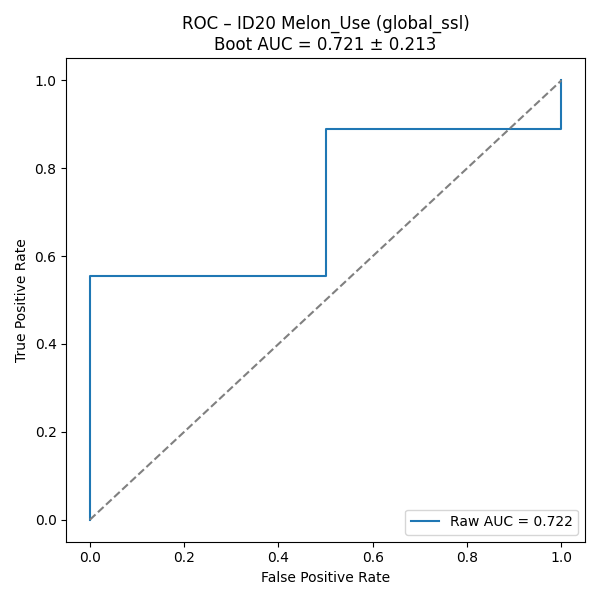 ROC – ID20 Melon_Use (global_ssl)
Boot AUC = 0.721 ± 0.213
1.0
0.8
0.6
0.4
0.2
0.0
True Positive Rate
Raw AUC = 0.722
0.0 0.2 0.4 0.6 0.8 1.0
False Positive Rate